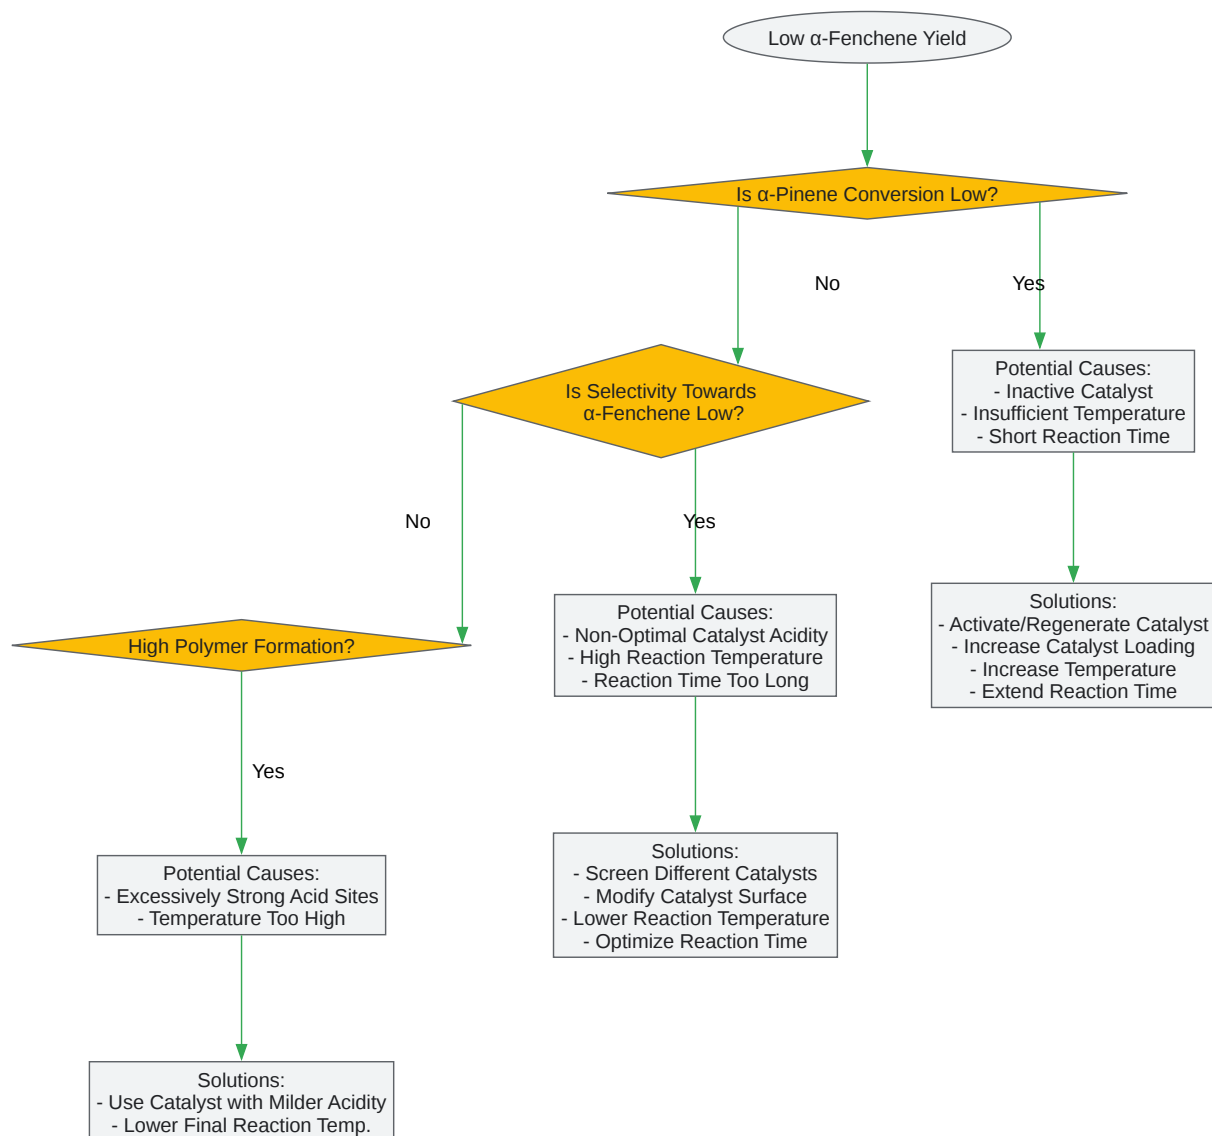 Low α-Fenchene Yield
Is α-Pinene Conversion Low?
No
Yes
Potential Causes:
- Inactive Catalyst
- Insufficient Temperature
- Short Reaction Time
Is Selectivity Towards
α-Fenchene Low?
No
Yes
Solutions:
- Activate/Regenerate Catalyst
- Increase Catalyst Loading
- Increase Temperature
- Extend Reaction Time
Potential Causes:
- Non-Optimal Catalyst Acidity
- High Reaction Temperature
- Reaction Time Too Long
High Polymer Formation?
Yes
Solutions:
- Screen Different Catalysts
- Modify Catalyst Surface
- Lower Reaction Temperature
- Optimize Reaction Time
Potential Causes:
- Excessively Strong Acid Sites
- Temperature Too High
Solutions:
- Use Catalyst with Milder Acidity
- Lower Final Reaction Temp.